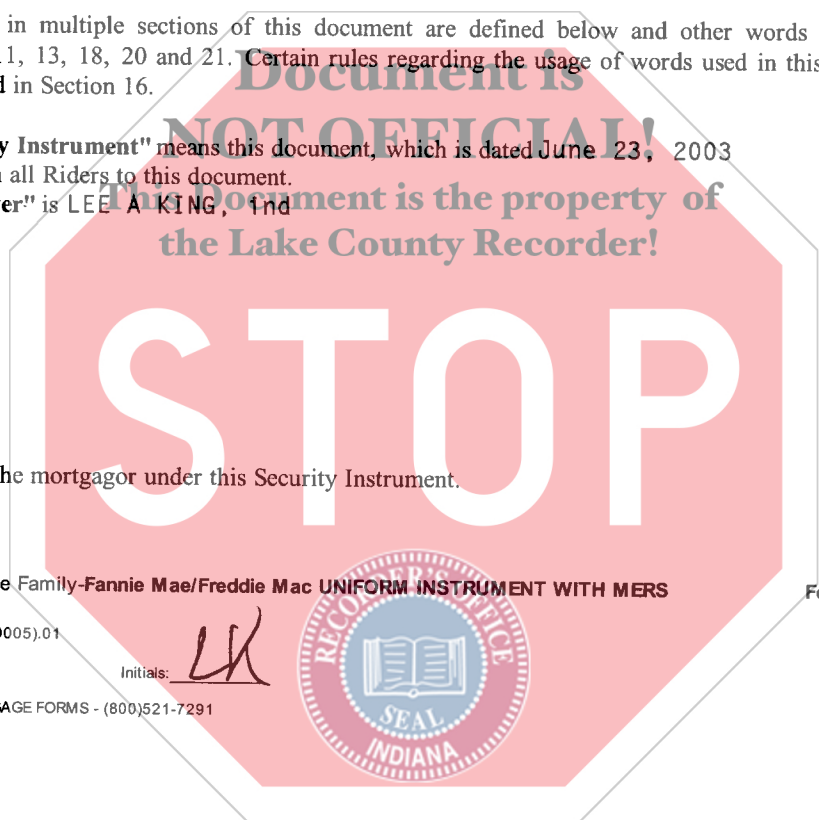 in multiple sections of this document are defined below and other words
11, 13, 18, 20 and 21. Certain rules regarding the usage of words used in this
in Section 16.
Document is
NOT OFFICIAL!
This Document is the property of
the Lake County Recorder!
Instrument" means this document, which is dated June 23, 2003
all Riders to this document.
er" is LEE A KING, ind
STOP
he mortgagor under this Security Instrument.
e Family-Fannie Mae/Freddie Mac UNIFORM INSTRUMENT WITH MERS
0005).01
Initials: LK
AGE FORMS - (800)521-7291
RECORDER'S OFFICE
SEAL
INDIANA